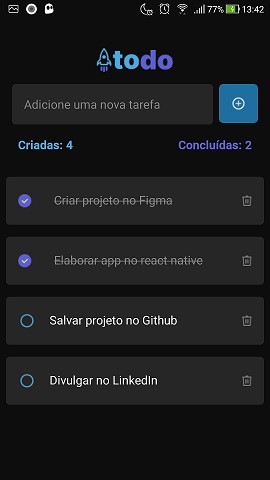 77% 13:42
todo
Adicione uma nova tarefa
Criadas: 4 Concluídas: 2
Criar projeto no Figma
Elaborar app no react native
Salvar projeto no Github
Divulgar no LinkedIn